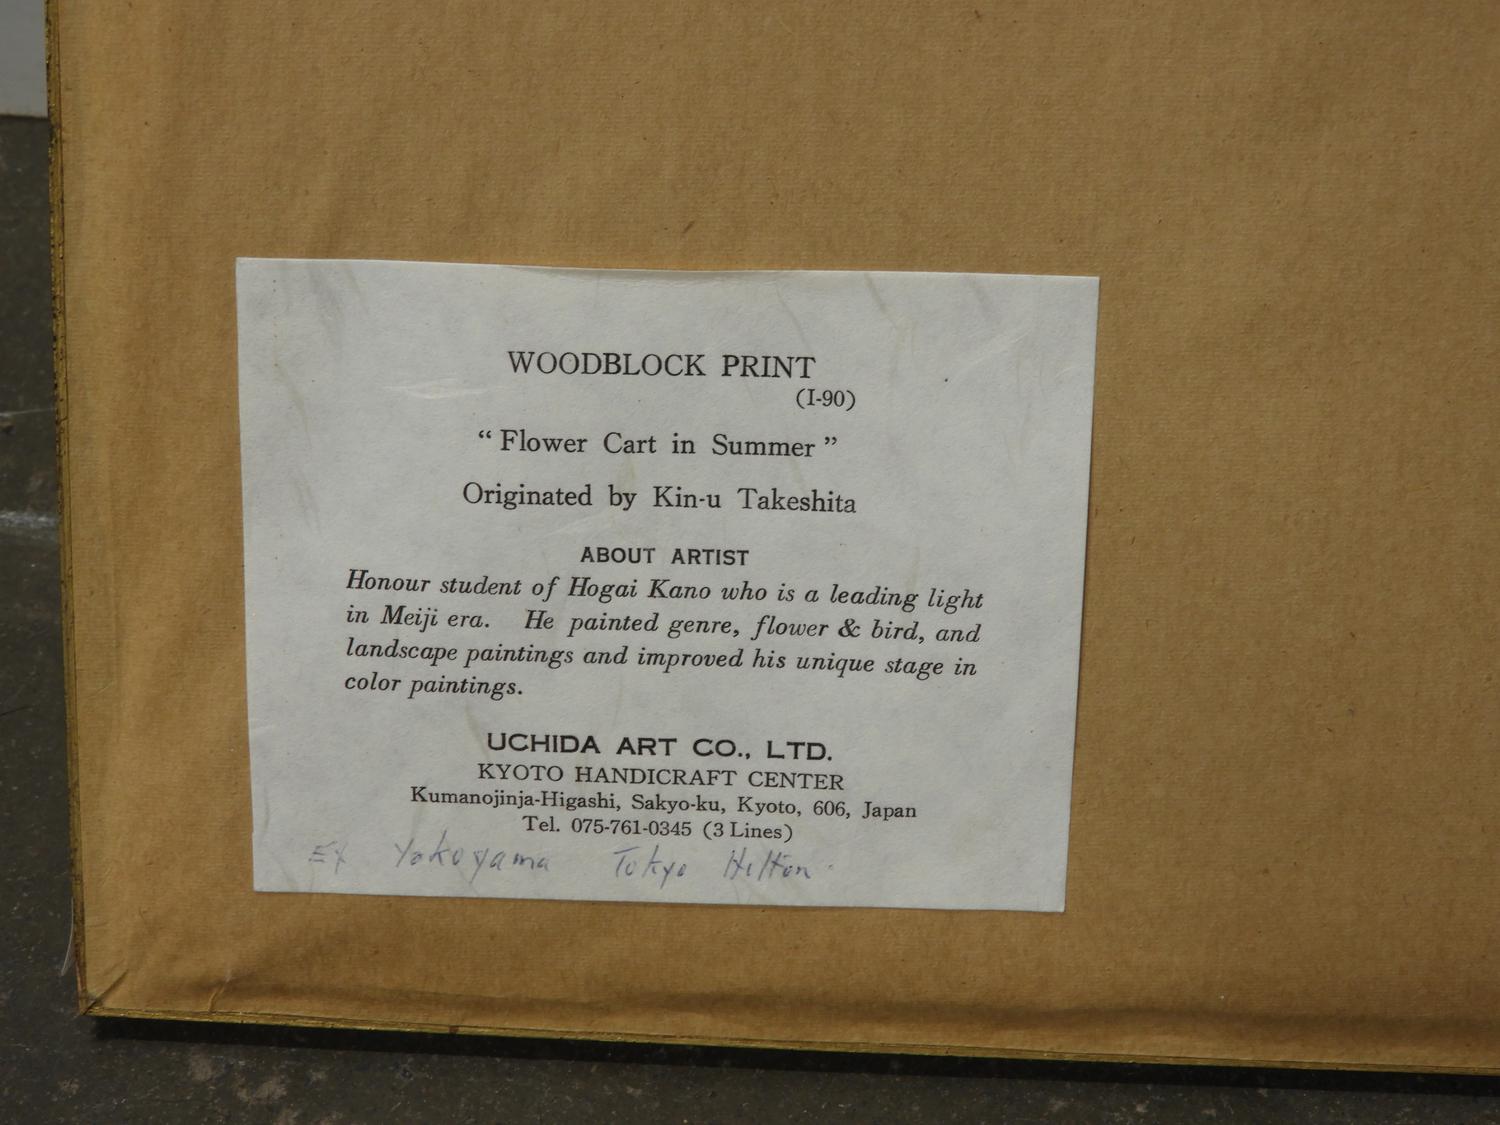 WOODBLOCK PRINT
(I-90)
“ Flower Cart in Summer ”
Originated by Kin-u Takeshita
ABOUT ARTIST
Honour student of Hogai Kano who is a leading light
in Meiji era. He painted genre, flower & bird, and
landscape paintings and improved his unique stage in
color paintings.
UCHIDA ART CO., LTD.
KYOTO HANDICRAFT CENTER
Kumanojinja-Higashi, Sakyo-ku, Kyoto, 606, Japan
Tel. 075-761-0345 (3 Lines)
Ex Yokoyama Tokyo Hilton